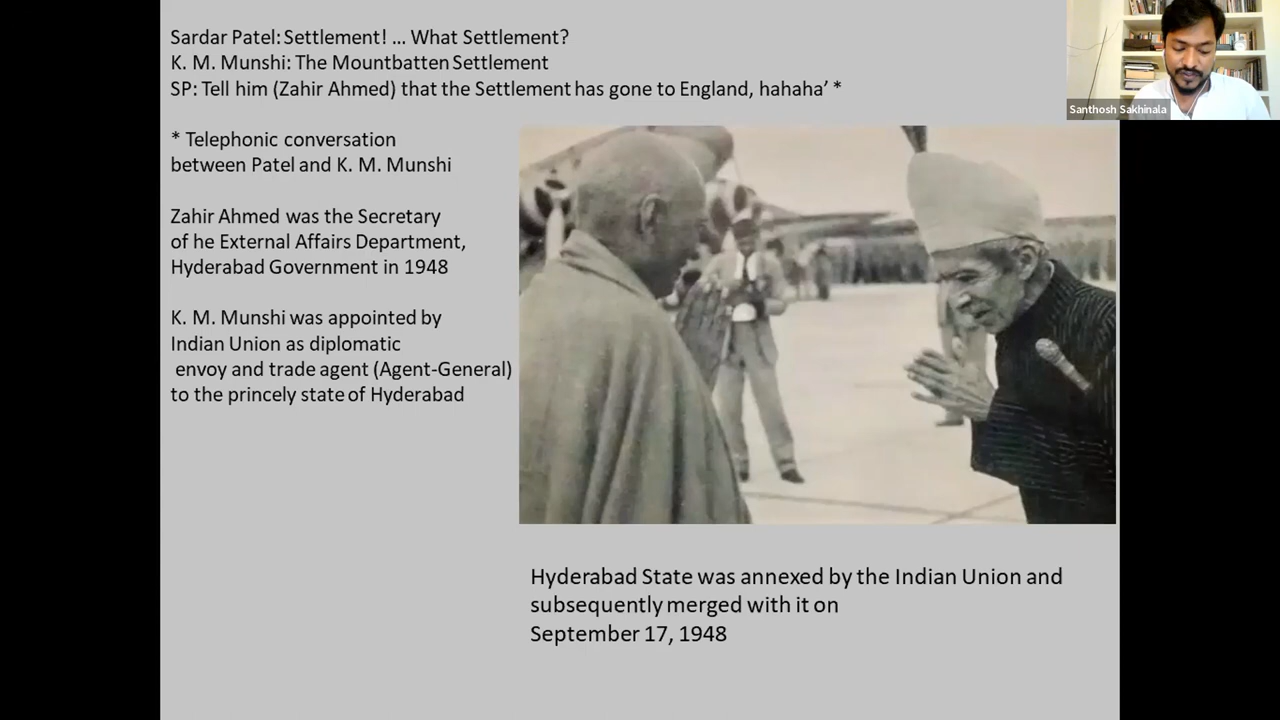 Sardar Patel: Settlement! ... What Settlement?
K. M. Munshi: The Mountbatten Settlement
SP: Tell him (Zahir Ahmed) that the Settlement has gone to England, hahaha’ *
Santhosh Sakhinala
* Telephonic conversation
between Patel and K. M. Munshi
Zahir Ahmed was the Secretary
of he External Affairs Department,
Hyderabad Government in 1948
K. M. Munshi was appointed by
Indian Union as diplomatic
envoy and trade agent (Agent-General)
to the princely state of Hyderabad
Hyderabad State was annexed by the Indian Union and
subsequently merged with it on
September 17, 1948